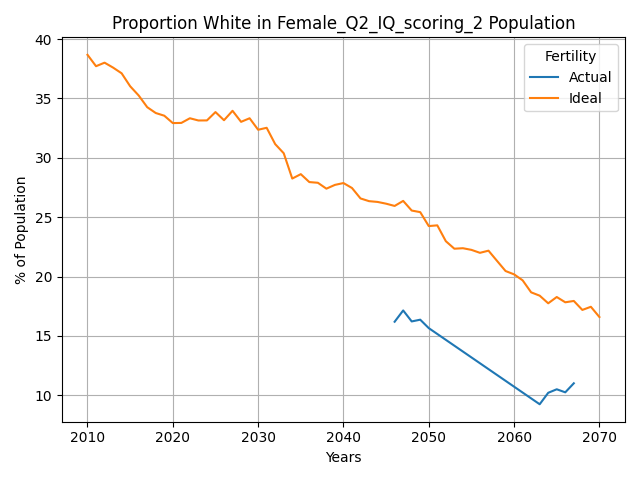 Proportion White in Female_Q2_IQ_scoring_2 Population
% of Population
40
35
30
25
20
15
10
Fertility
Actual
Ideal
2010 2020 2030 2040 2050 2060 2070
Years